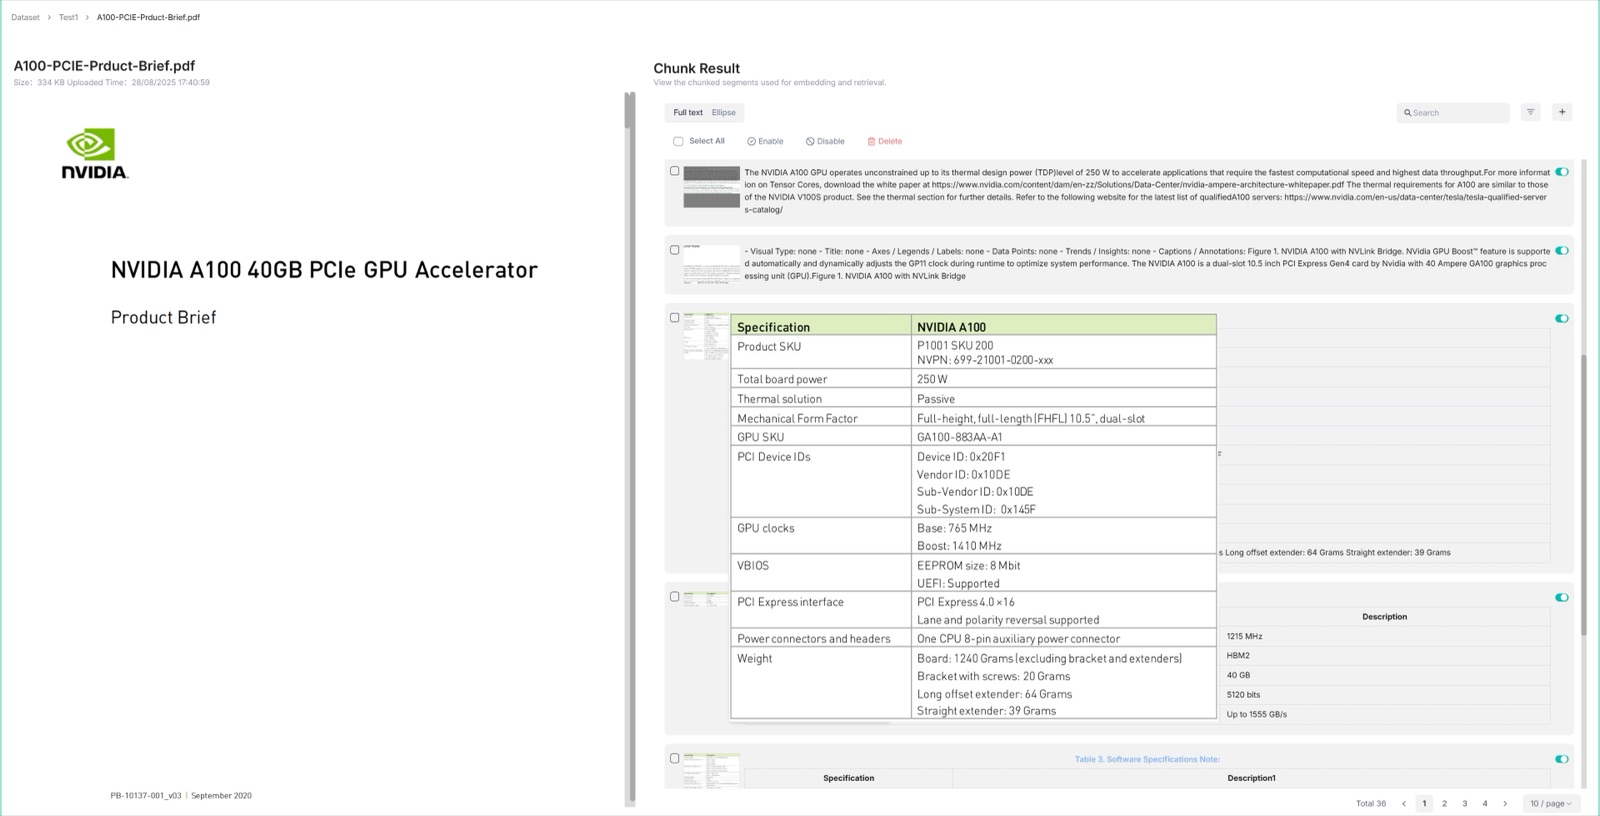 Dataset > Test1 > A100-PCIE-Prduct-Brief.pdf
A100-PCIE-Prduct-Brief.pdf
Size: 334 KB Uploaded Time: 28/08/2025 17:40:59
NVIDIA.
NVIDIA A100 40GB PCIe GPU Accelerator
Product Brief
PB-10137-001_v03 | September 2020
Chunk Result
View the chunked segments used for embedding and retrieval.
Full text Ellipse
Search
+
Select All Enable Disable Delete
The NVIDIA A100 GPU operates unconstrained up to its thermal design power (TDP)level of 250 W to accelerate applications that require the fastest computational speed and highest data throughput.For more informat
ion on Tensor Cores, download the white paper at https://www.nvidia.com/content/dam/en-zz/Solutions/Data-Center/nvidia-ampere-architecture-whitepaper.pdf The thermal requirements for A100 are similar to those
of the NVIDIA V100S product. See the thermal section for further details. Refer to the following website for the latest list of qualifiedA100 servers: https://www.nvidia.com/en-us/data-center/tesla/tesla-qualified-server
s-catalog/
- Visual Type: none - Title: none - Axes / Legends / Labels: none - Data Points: none - Trends / Insights: none - Captions / Annotations: Figure 1. NVIDIA A100 with NVLink Bridge. NVidia GPU Boost™ feature is supporte
d automatically and dynamically adjusts the GP11 clock during runtime to optimize system performance. The NVIDIA A100 is a dual-slot 10.5 inch PCI Express Gen4 card by Nvidia with 40 Ampere GA100 graphics proc
essing unit (GPU).Figure 1. NVIDIA A100 with NVLink Bridge
Specification NVIDIA A100
Product SKU P1001 SKU 200
NVPN: 699-21001-0200-xxx
Total board power 250 W
Thermal solution Passive
Mechanical Form Factor Full-height, full-length (FHFL) 10.5", dual-slot
GPU SKU GA100-883AA-A1
PCI Device IDs Device ID: 0x20F1
Vendor ID: 0x10DE
Sub-Vendor ID: 0x10DE
Sub-System ID: 0x145F
GPU clocks Base: 765 MHz
Boost: 1410 MHz
VBIOS EEPROM size: 8 Mbit
UEFI: Supported
PCI Express interface PCI Express 4.0 ×16
Lane and polarity reversal supported
Power connectors and headers One CPU 8-pin auxiliary power connector
Weight Board: 1240 Grams (excluding bracket and extenders)
Bracket with screws: 20 Grams
Long offset extender: 64 Grams
Straight extender: 39 Grams
s Long offset extender: 64 Grams Straight extender: 39 Grams
Description
1215 MHz
HBM2
40 GB
5120 bits
Up to 1555 GB/s
Table 3. Software Specifications Note:
Specification Description1
Total 36 < 1 2 3 4 > 10 / page